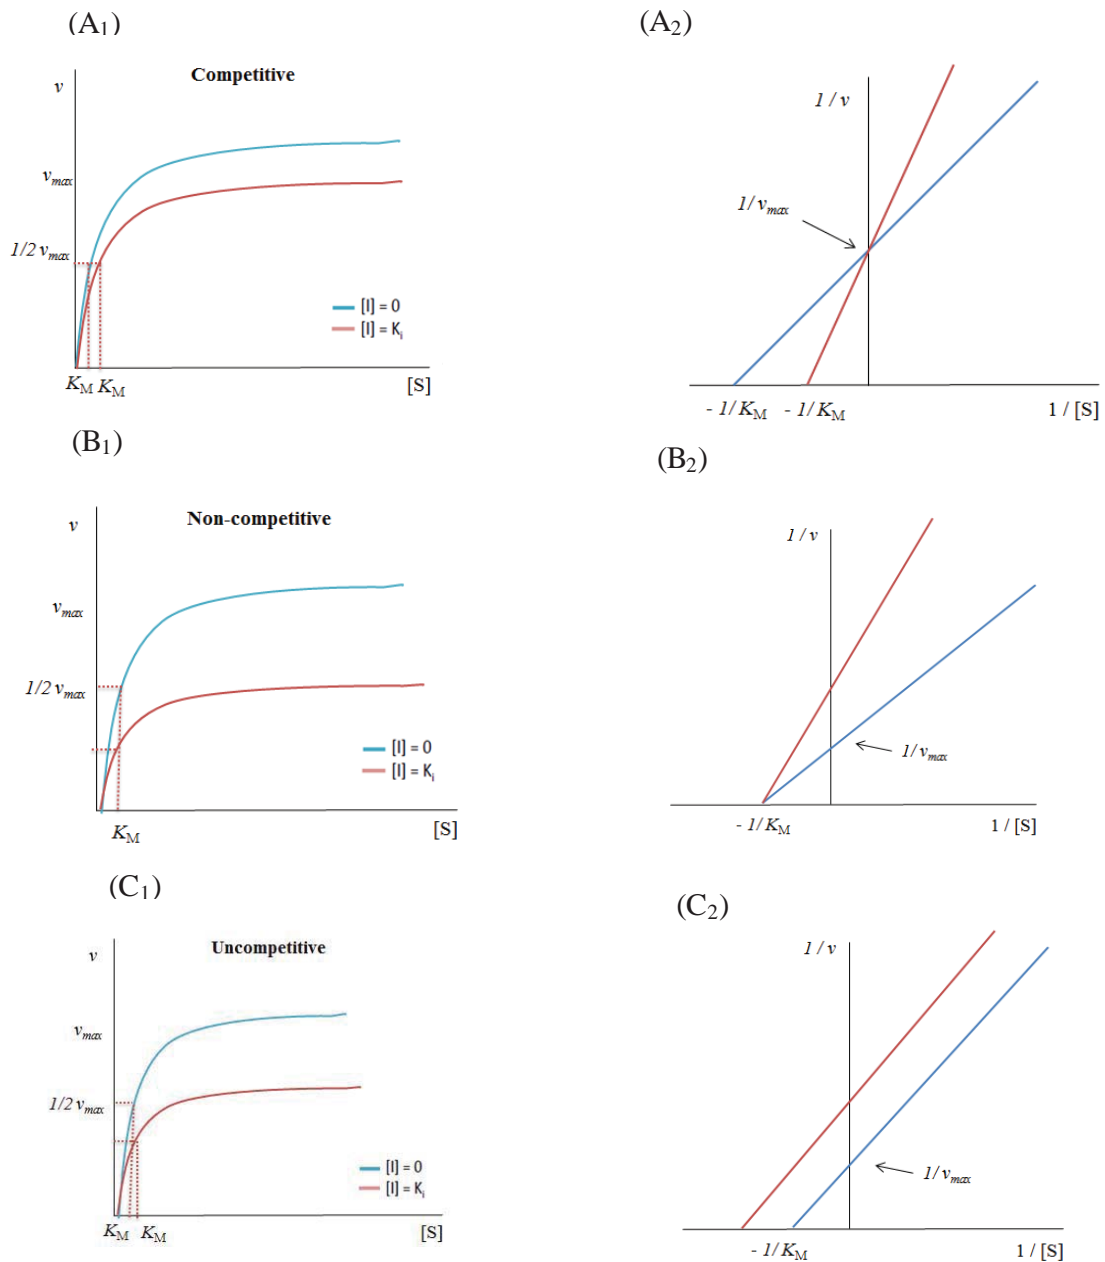 (A1)
Competitive
v
vmax
1/2 vmax
[I] = 0
[I] = Ki
KM KM
[S]
(A2)
1 / v
1/ vmax
- 1/KM - 1/KM
1 / [S]
(B1)
Non-competitive
v
vmax
1/2 vmax
[I] = 0
[I] = Ki
KM
[S]
(B2)
1 / v
1/ vmax
- 1/KM
1 / [S]
(C1)
Uncompetitive
v
vmax
1/2 vmax
[I] = 0
[I] = Ki
KM KM
[S]
(C2)
1 / v
1/ vmax
- 1/KM
1 / [S]